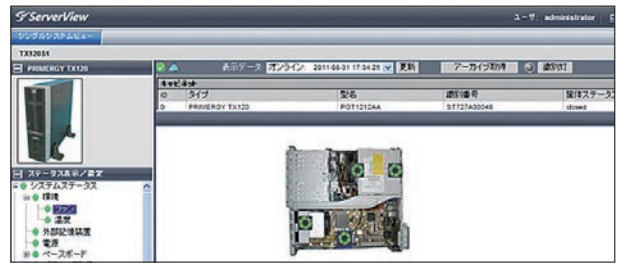 ServerView
ユーザ: administrator
シングルシステムビュー
TX120S1
PRIMERGY TX120
表示データ: オンライン: 2011-08-31 17:34:25 更新 アーカイブ取得 識別灯
キャビネット
ID タイプ 型名 識別番号 筐体ステータス
0 PRIMERGY TX120 PGT1212AA ST727A00048 closed
ステータス表示/設定
システムステータス
環境
ファン
温度
外部記憶装置
電源
ベースボード